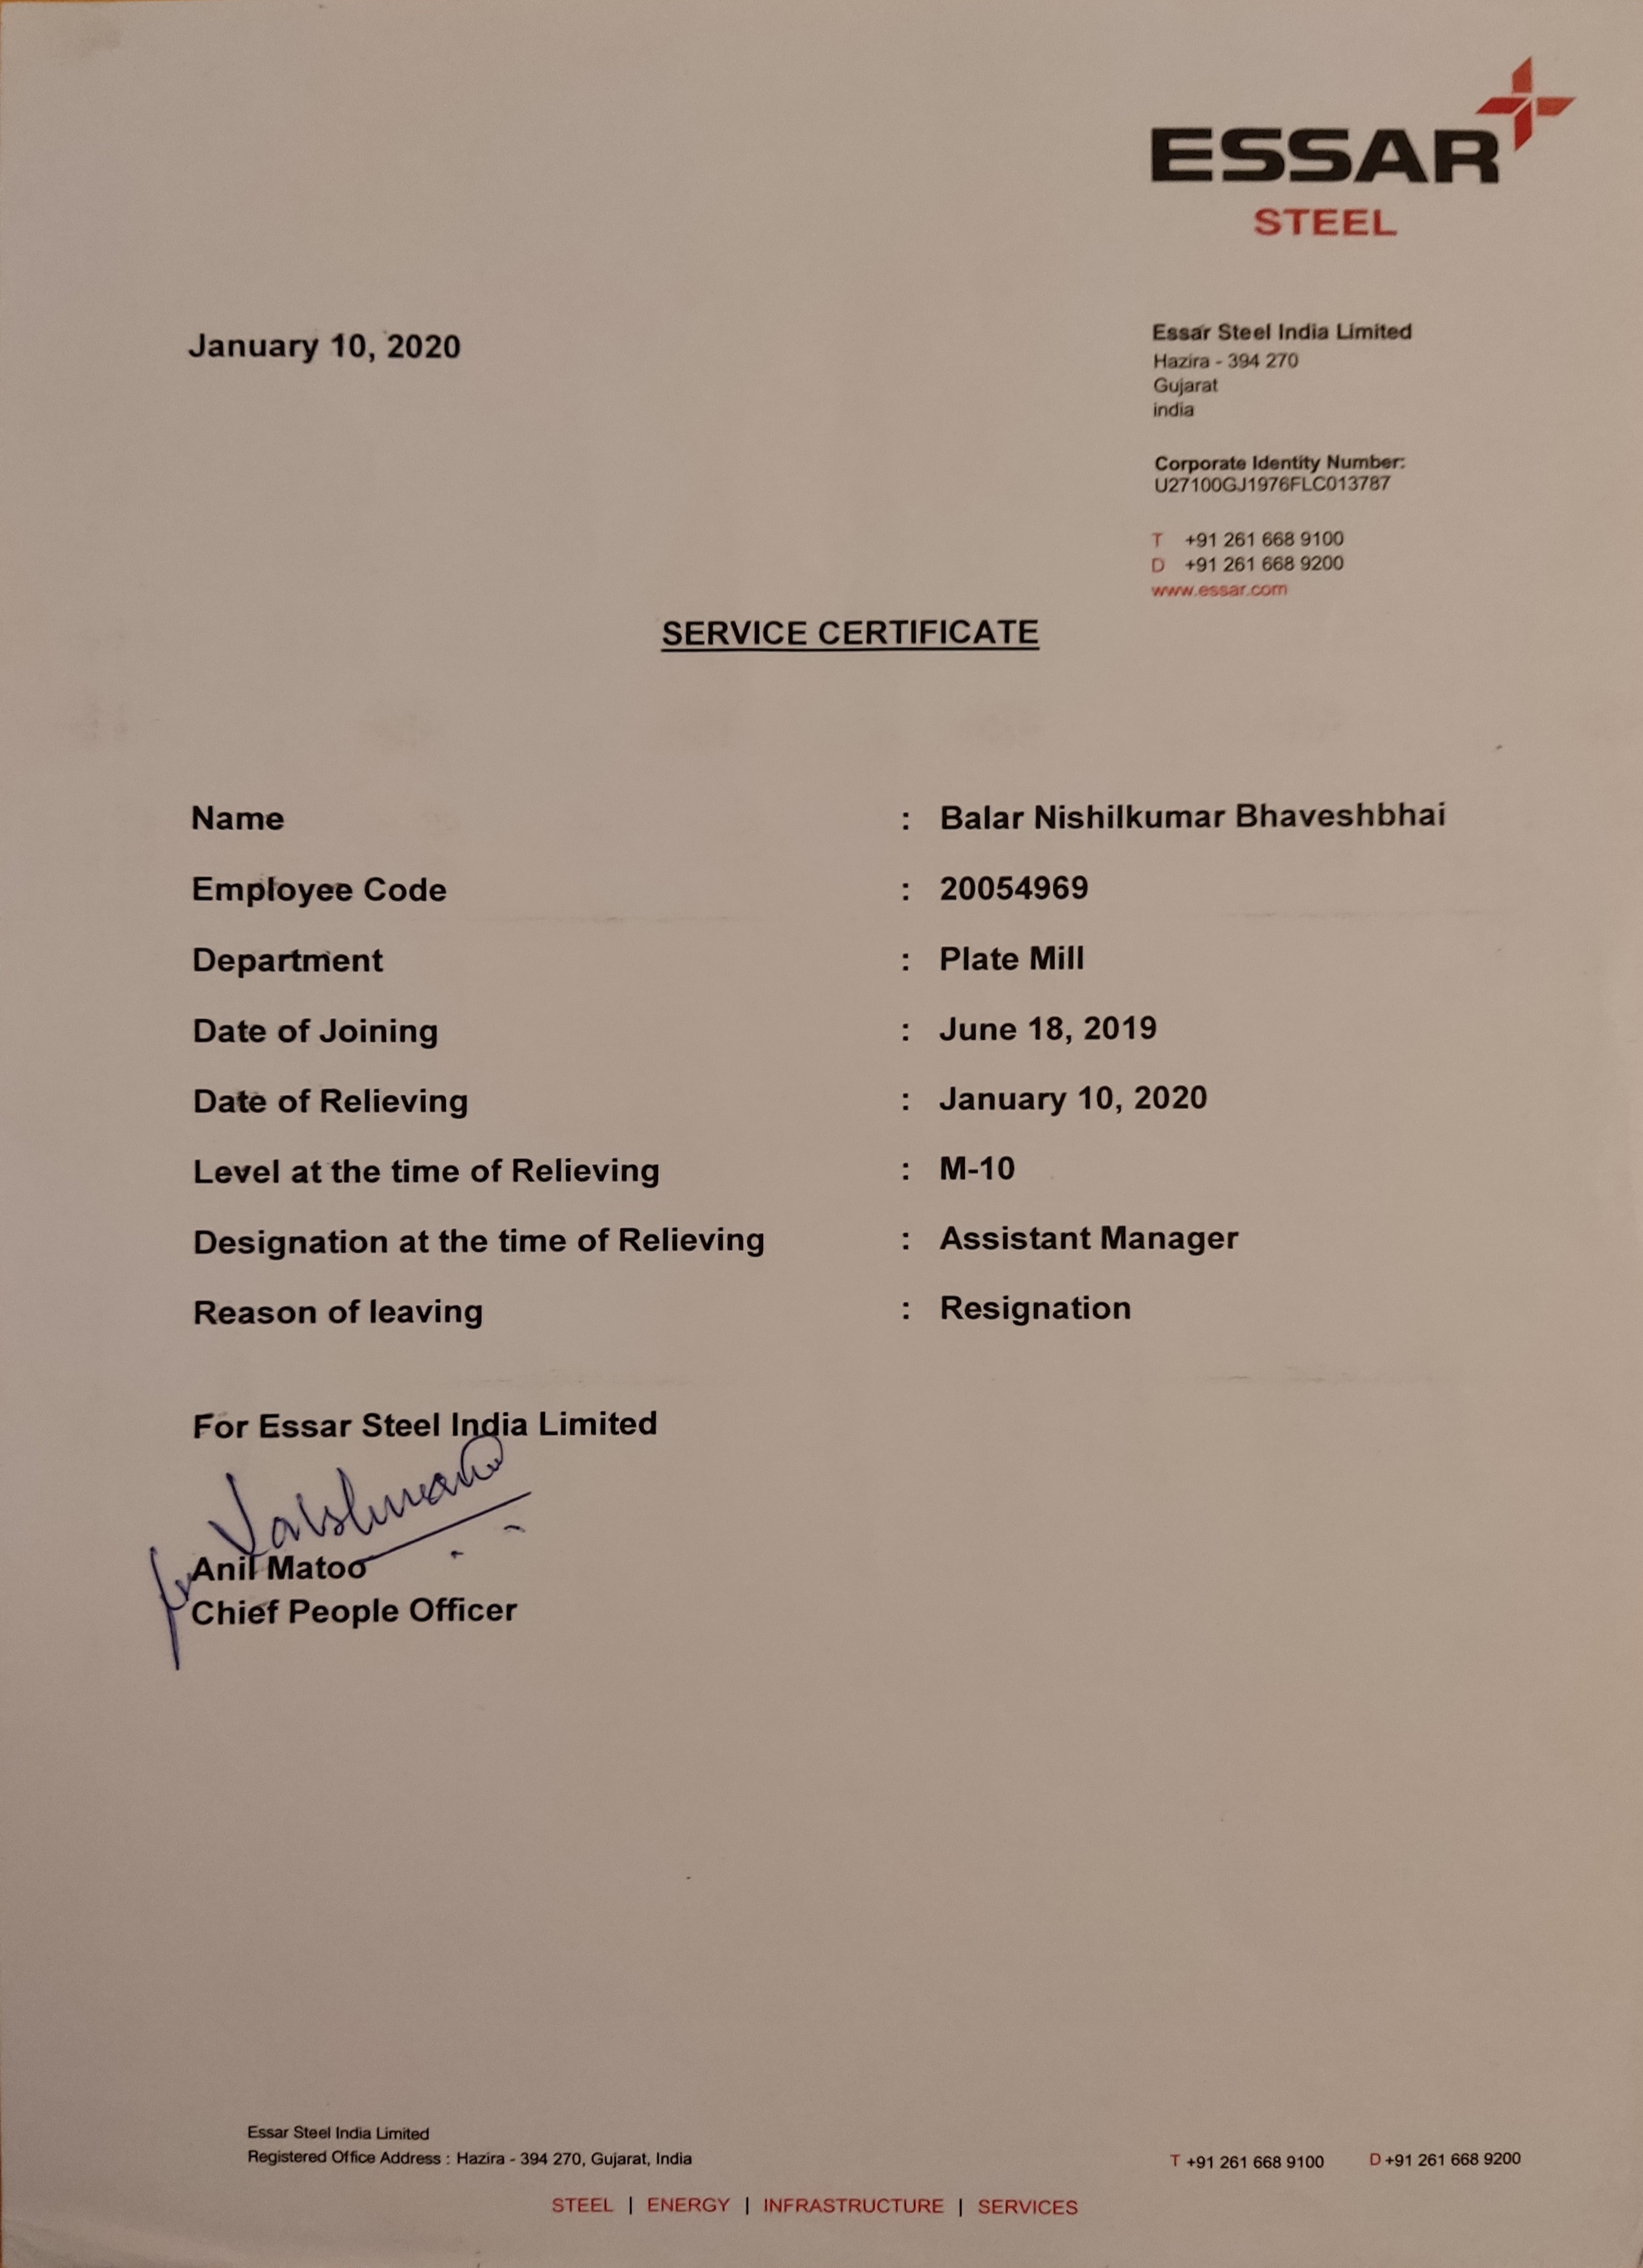 ESSAR
STEEL
January 10, 2020
Essar Steel India Limited
Hazira - 394 270
Gujarat
india
Corporate Identity Number:
U27100GJ1976FLC013787
T +91 261 668 9100
D +91 261 668 9200
www.essar.com
SERVICE CERTIFICATE
Name : Balar Nishilkumar Bhaveshbhai
Employee Code : 20054969
Department : Plate Mill
Date of Joining : June 18, 2019
Date of Relieving : January 10, 2020
Level at the time of Relieving : M-10
Designation at the time of Relieving : Assistant Manager
Reason of leaving : Resignation
For Essar Steel India Limited
Anil Matoo
Chief People Officer
Essar Steel India Limited
Registered Office Address : Hazira - 394 270, Gujarat, India
T +91 261 668 9100 D +91 261 668 9200
STEEL | ENERGY | INFRASTRUCTURE | SERVICES